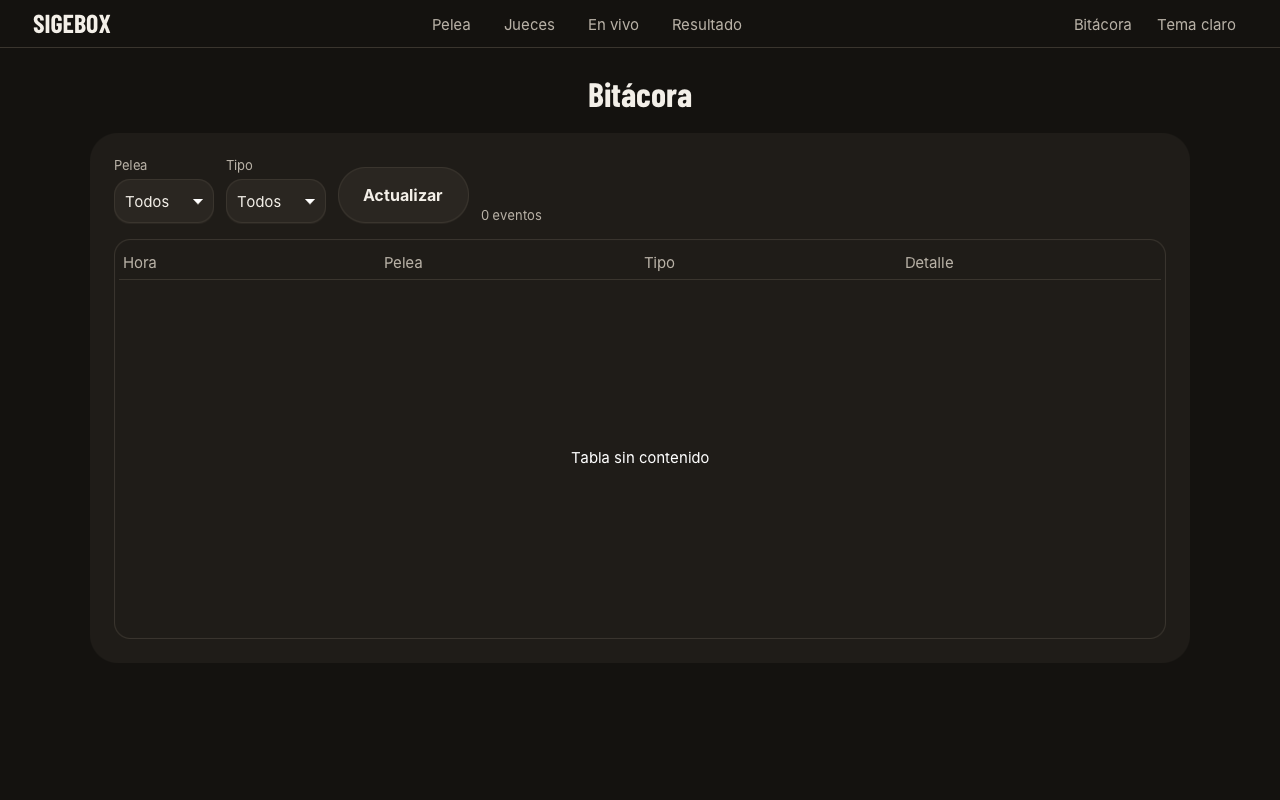 SIGEBOX
Pelea Jueces En vivo Resultado
Bitácora Tema claro
Bitácora
Pelea Tipo
Todos Todos Actualizar 0 eventos
Hora Pelea Tipo Detalle
Tabla sin contenido